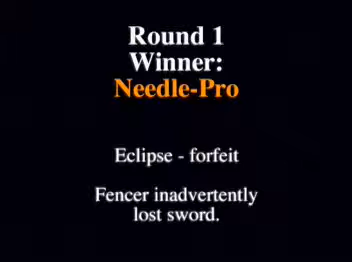 Round 1
Winner:
Needle-Pro
Eclipse - forfeit
Fencer inadvertently
lost sword.